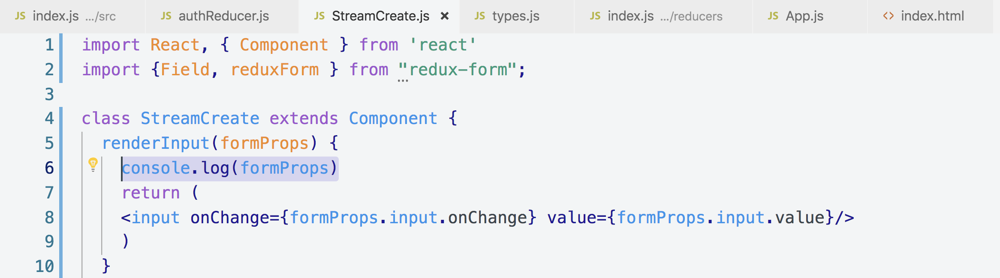 JS index.js .../src JS authReducer.js JS StreamCreate.js × JS types.js JS index.js .../reducers JS App.js <> index.html
1 import React, { Component } from 'react'
2 import {Field, reduxForm } from "redux-form";
3
4 class StreamCreate extends Component {
5 renderInput(formProps) {
6 console.log(formProps)
7 return (
8 <input onChange={formProps.input.onChange} value={formProps.input.value}/>
9 )
10 }